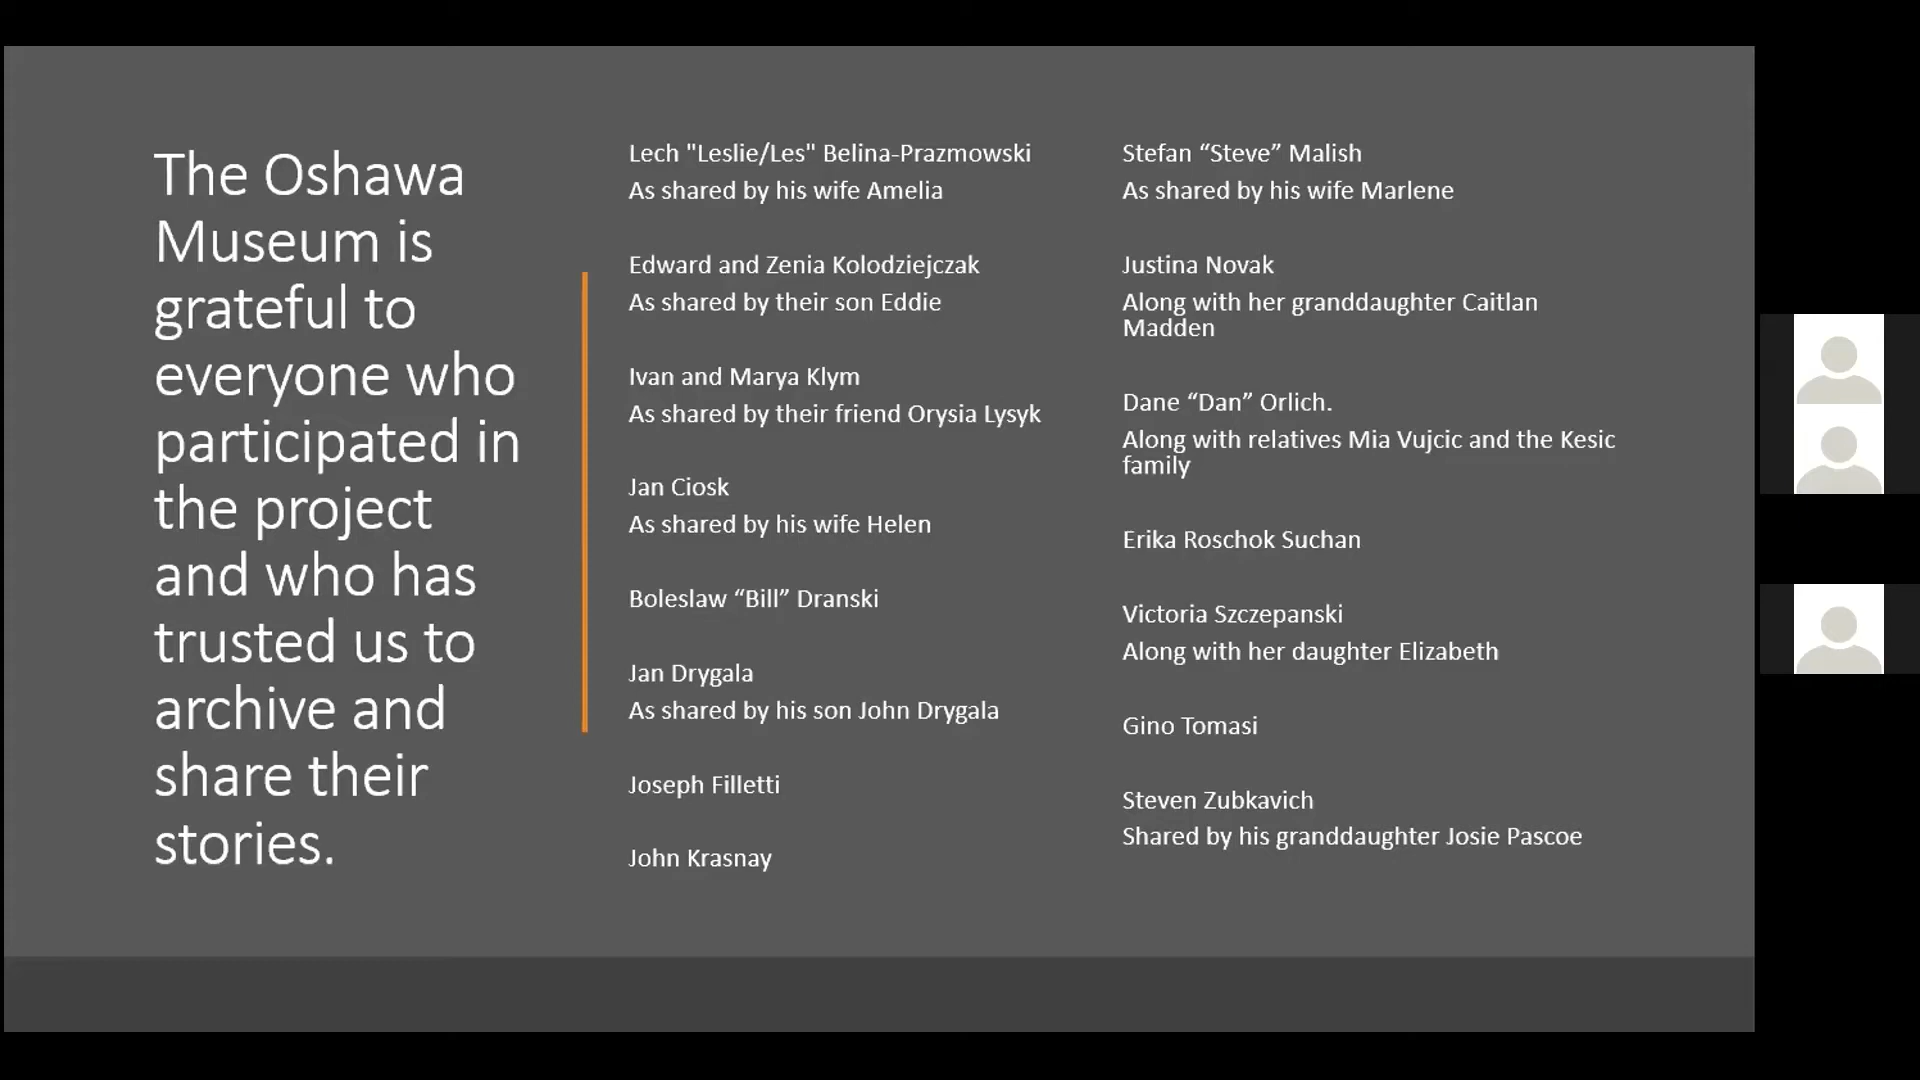 The Oshawa
Museum is
grateful to
everyone who
participated in
the project
and who has
trusted us to
archive and
share their
stories.
Lech "Leslie/Les" Belina-Prazmowski
As shared by his wife Amelia
Edward and Zenia Kolodziejczak
As shared by their son Eddie
Ivan and Marya Klym
As shared by their friend Orysia Lysyk
Jan Ciosk
As shared by his wife Helen
Boleslaw “Bill” Dranski
Jan Drygala
As shared by his son John Drygala
Joseph Filletti
John Krasnay
Stefan “Steve” Malish
As shared by his wife Marlene
Justina Novak
Along with her granddaughter Caitlan
Madden
Dane “Dan” Orlich.
Along with relatives Mia Vujcic and the Kesic
family
Erika Roschok Suchan
Victoria Szczepanski
Along with her daughter Elizabeth
Gino Tomasi
Steven Zubkavich
Shared by his granddaughter Josie Pascoe